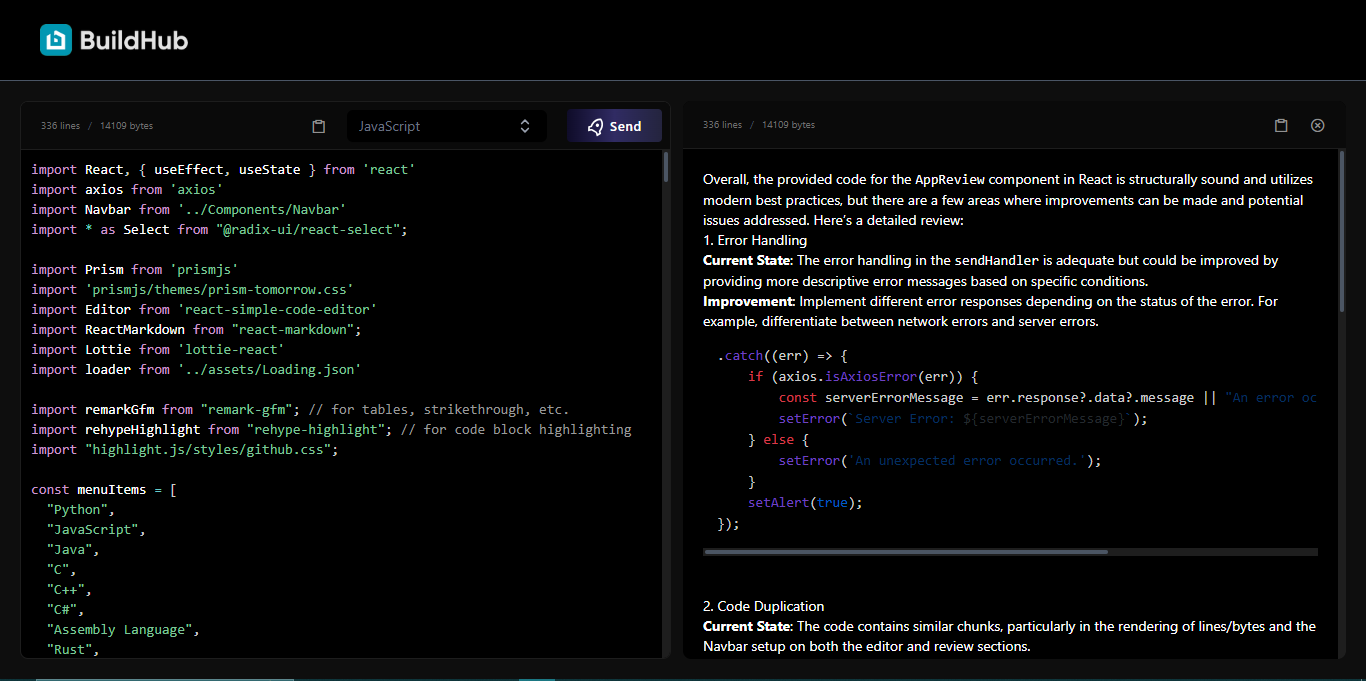 BuildHub
336 lines / 14109 bytes
JavaScript
Send
import React, { useEffect, useState } from 'react'
import axios from 'axios'
import Navbar from '../Components/Navbar'
import * as Select from "@radix-ui/react-select";
import Prism from 'prismjs'
import 'prismjs/themes/prism-tomorrow.css'
import Editor from 'react-simple-code-editor'
import ReactMarkdown from "react-markdown";
import Lottie from 'lottie-react'
import loader from '../assets/Loading.json'
import remarkGfm from "remark-gfm"; // for tables, strikethrough, etc.
import rehypeHighlight from "rehype-highlight"; // for code block highlighting
import "highlight.js/styles/github.css";
const menuItems = [
"Python",
"JavaScript",
"Java",
"C",
"C++",
"C#",
"Assembly Language",
"Rust",
336 lines / 14109 bytes
Overall, the provided code for the AppReview component in React is structurally sound and utilizes
modern best practices, but there are a few areas where improvements can be made and potential
issues addressed. Here’s a detailed review:
1. Error Handling
Current State: The error handling in the sendHandler is adequate but could be improved by
providing more descriptive error messages based on specific conditions.
Improvement: Implement different error responses depending on the status of the error. For
example, differentiate between network errors and server errors.
.catch((err) => {
if (axios.isAxiosError(err)) {
const serverErrorMessage = err.response?.data?.message || "An error oc
setError(`Server Error: ${serverErrorMessage}`);
} else {
setError('An unexpected error occurred.');
}
setAlert(true);
});
2. Code Duplication
Current State: The code contains similar chunks, particularly in the rendering of lines/bytes and the
Navbar setup on both the editor and review sections.